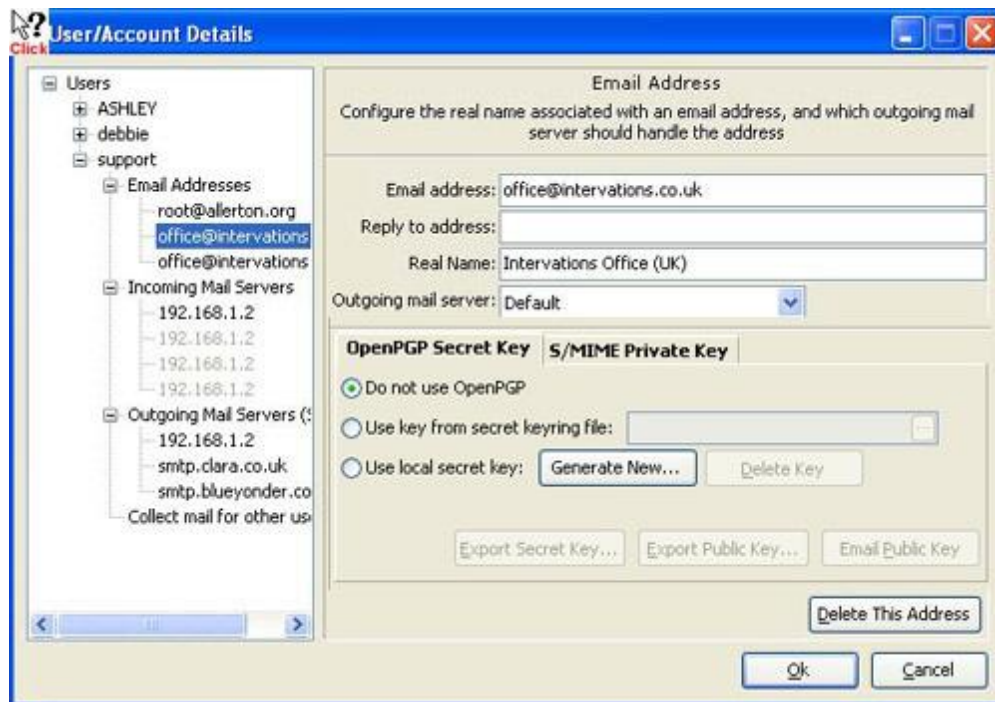 Click
User/Account Details
Users
ASHLEY
debbie
support
Email Addresses
root@allerton.org
office@intervations
office@intervations
Incoming Mail Servers
192.168.1.2
192.168.1.2
192.168.1.2
192.168.1.2
Outgoing Mail Servers (S
192.168.1.2
smtp.clara.co.uk
smtp.blueyonder.co
Collect mail for other us
Email Address
Configure the real name associated with an email address, and which outgoing mail
server should handle the address
Email address: office@intervations.co.uk
Reply to address:
Real Name: Intervations Office (UK)
Outgoing mail server: Default
OpenPGP Secret Key S/MIME Private Key
Do not use OpenPGP
Use key from secret keyring file: ...
Use local secret key: Generate New... Delete Key
Export Secret Key... Export Public Key... Email Public Key
Delete This Address
Ok Cancel